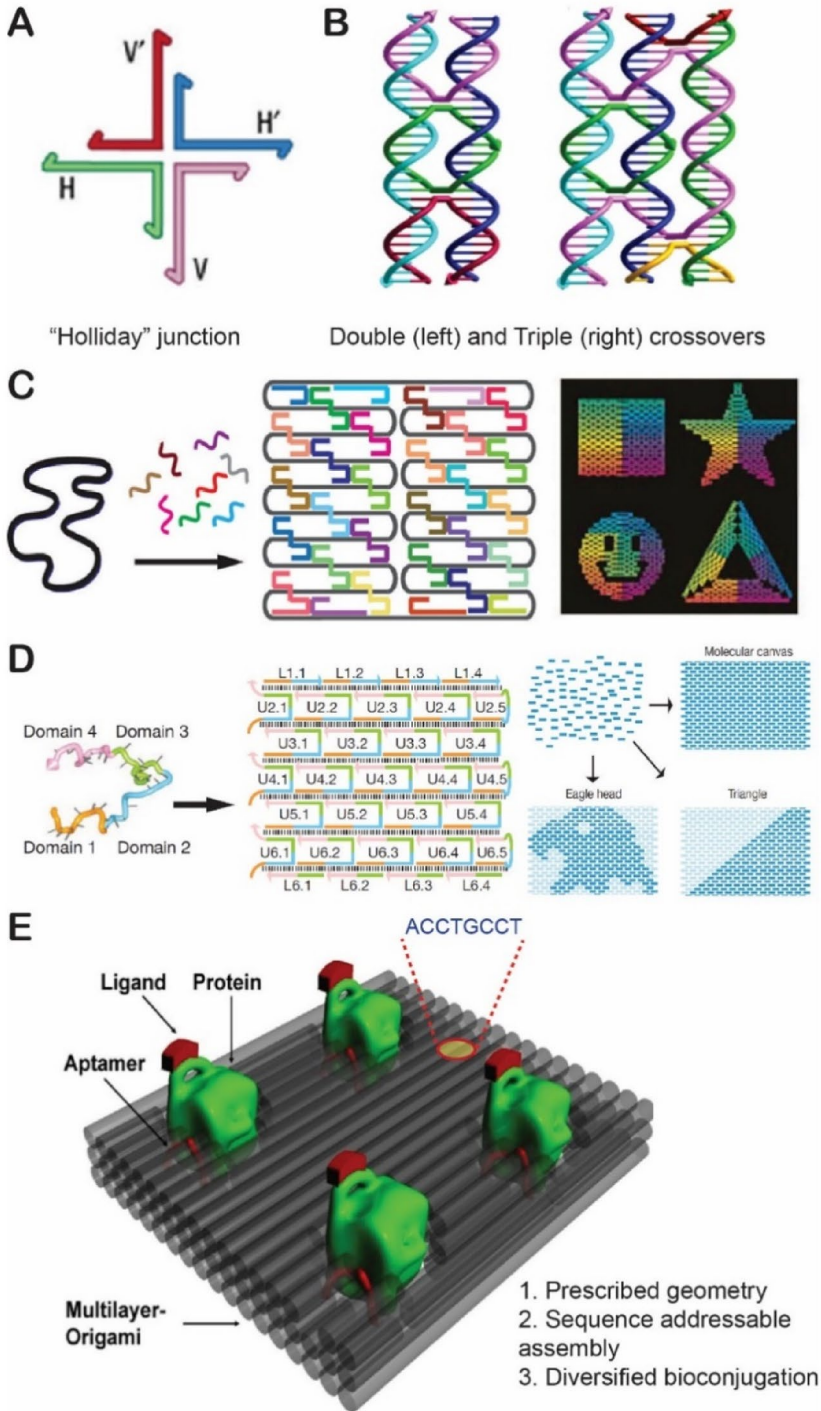 A
B
V′
H′
H
V
"Holliday" junction
Double (left) and Triple (right) crossovers
C
D
Domain 4
Domain 3
Domain 1
Domain 2
L1.1 L1.2 L1.3 L1.4
U2.1 U2.2 U2.3 U2.4 U2.5
U3.1 U3.2 U3.3 U3.4
U4.1 U4.2 U4.3 U4.4 U4.5
U5.1 U5.2 U5.3 U5.4
U6.1 U6.2 U6.3 U6.4 U6.5
L6.1 L6.2 L6.3 L6.4
Molecular canvas
Eagle head
Triangle
E
ACCTGCCT
Ligand
Protein
Aptamer
Multilayer-
Origami
1. Prescribed geometry
2. Sequence addressable
assembly
3. Diversified bioconjugation